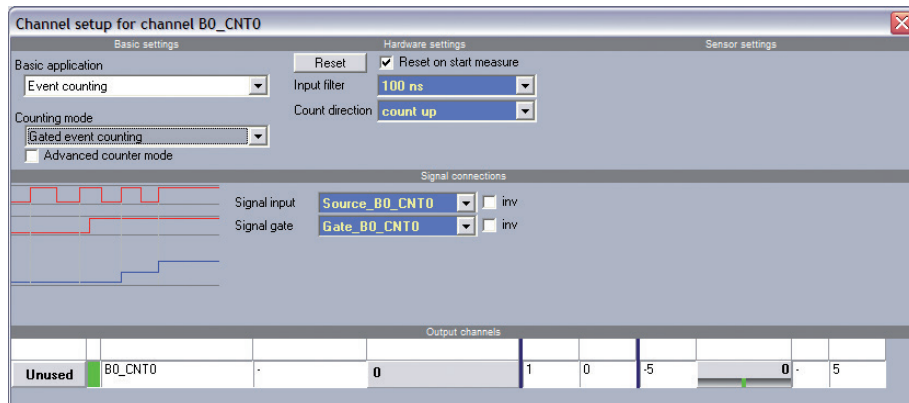 Channel setup for channel B0_CNT0
Basic settings
Hardware settings
Sensor settings
Basic application
Event counting
Counting mode
Gated event counting
Advanced counter mode
Reset
Reset on start measure
Input filter
100 ns
Count direction
count up
Signal connections
Signal input
Source_B0_CNT0
inv
Signal gate
Gate_B0_CNT0
inv
Output channels
Unused B0_CNT0 - 0 1 0 -5 0 - 5